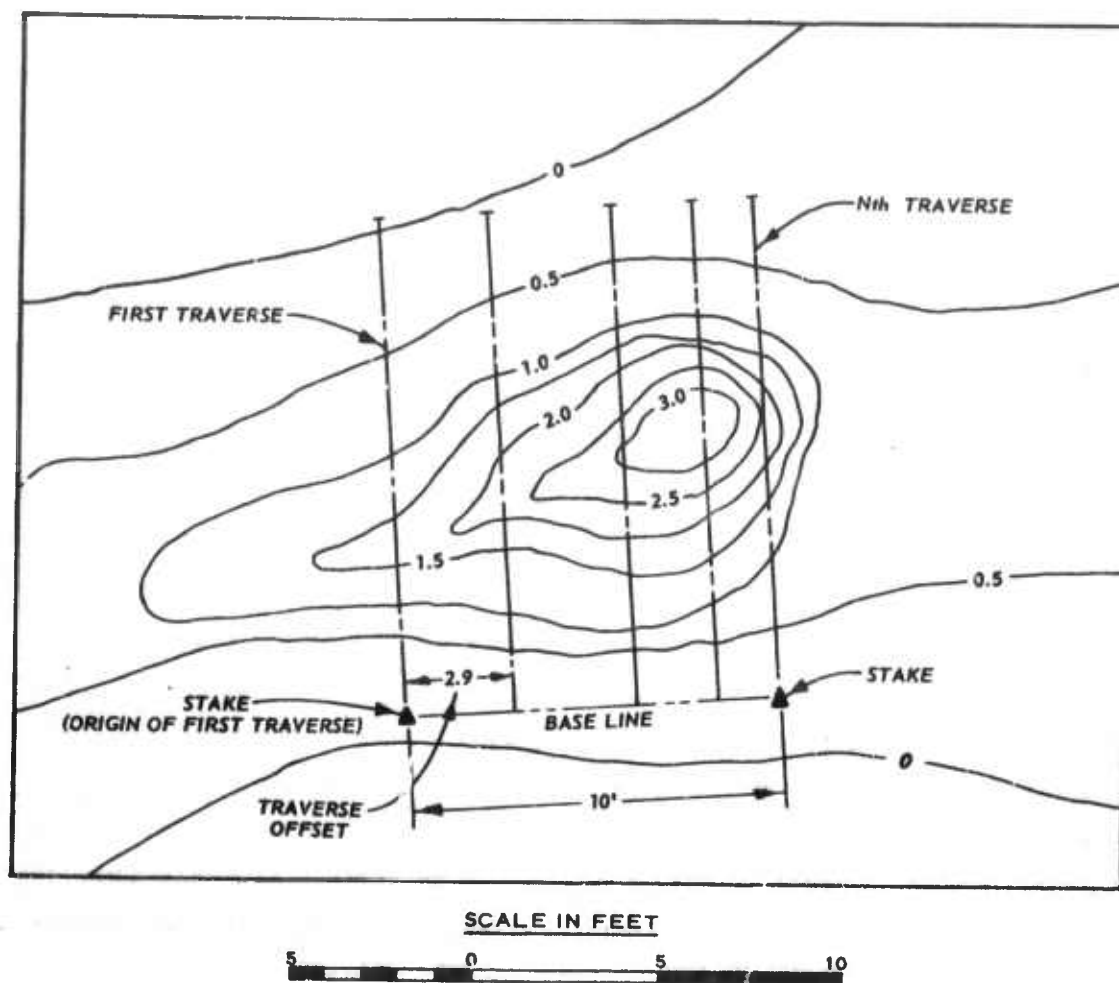 0
Nth TRAVERSE
0.5
FIRST TRAVERSE
1.0
3.0
2.0
2.5
1.5
0.5
2.9
STAKE
STAKE
(ORIGIN OF FIRST TRAVERSE)
BASE LINE
0
10'
TRAVERSE
OFFSET
SCALE IN FEET
5 0 5 10